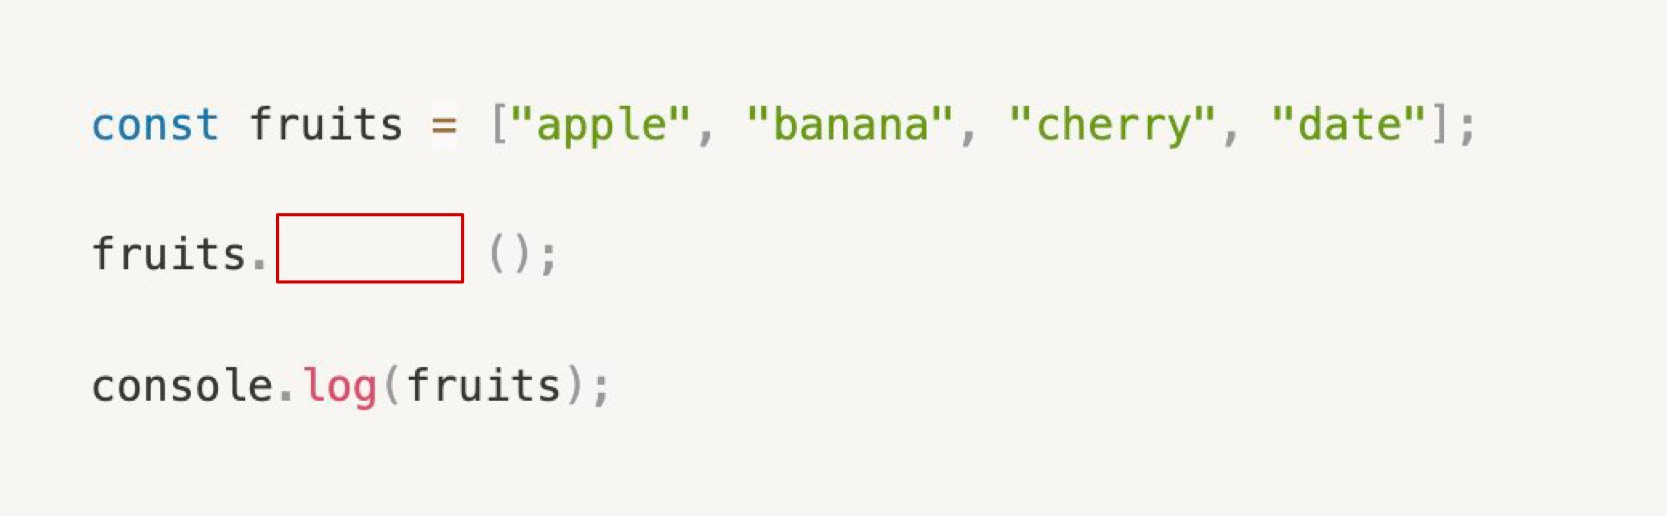 const fruits = ["apple", "banana", "cherry", "date"];
fruits. ();
console.log(fruits);